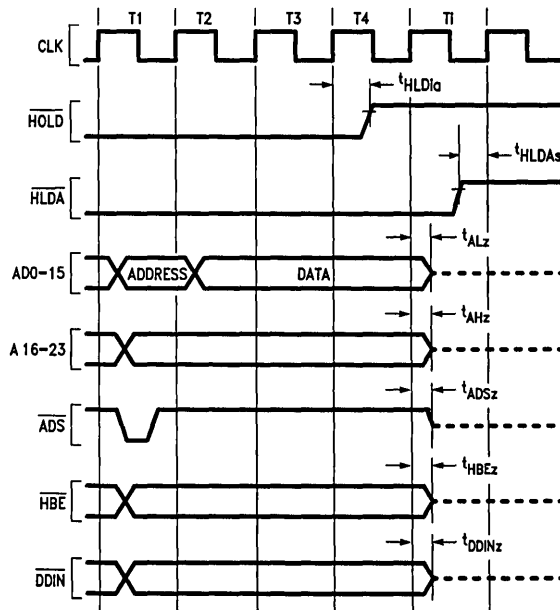 T1 T2 T3 T4 Ti
CLK
tHLDia
HOLD
tHLDAs
HLDA
tALz
AD0-15 ADDRESS DATA
tAHz
A 16-23
tADSz
ADS
tHBEz
HBE
tDDINz
DDIN